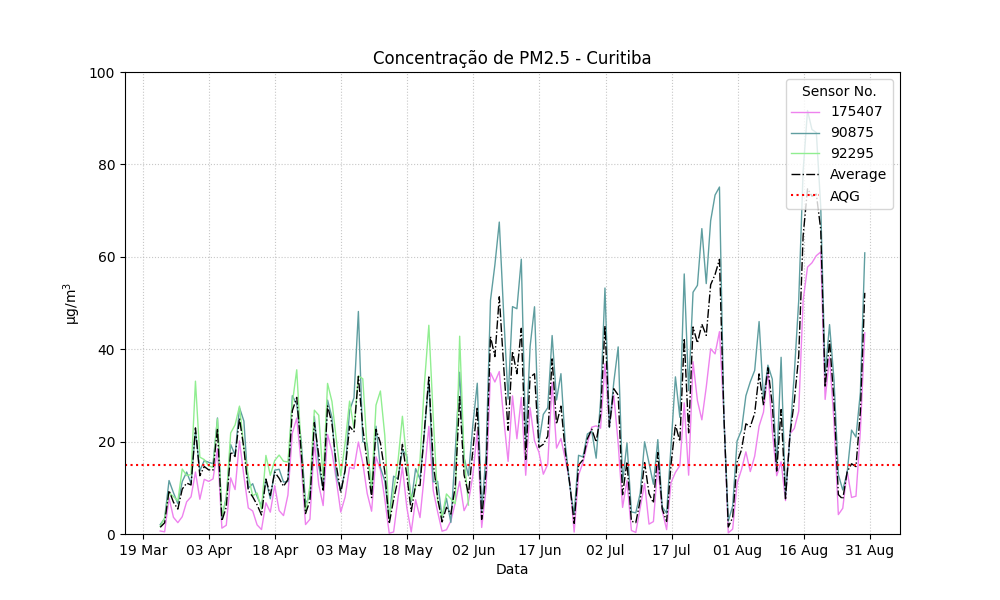 Concentração de PM2.5 - Curitiba
100
80
60
40
20
0
µg/m³
Sensor No.
175407
90875
92295
Average
AQG
19 Mar
03 Apr
18 Apr
03 May
18 May
02 Jun
17 Jun
02 Jul
17 Jul
01 Aug
16 Aug
31 Aug
Data